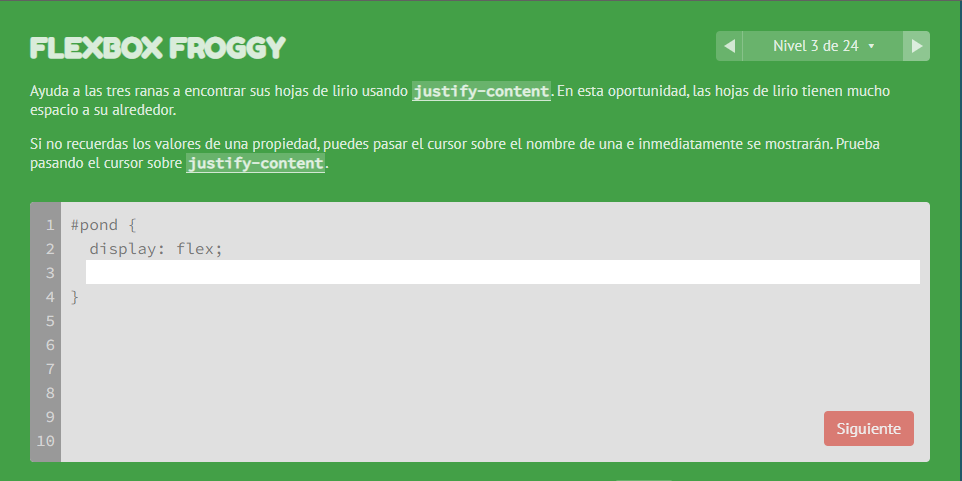 FLEXBOX FROGGY
Nivel 3 de 24
Ayuda a las tres ranas a encontrar sus hojas de lirio usando justify-content. En esta oportunidad, las hojas de lirio tienen mucho
espacio a su alrededor.
Si no recuerdas los valores de una propiedad, puedes pasar el cursor sobre el nombre de una e inmediatamente se mostrarán. Prueba
pasando el cursor sobre justify-content.
1 #pond {
2 display: flex;
3
4 }
5
6
7
8
9
10
Siguiente